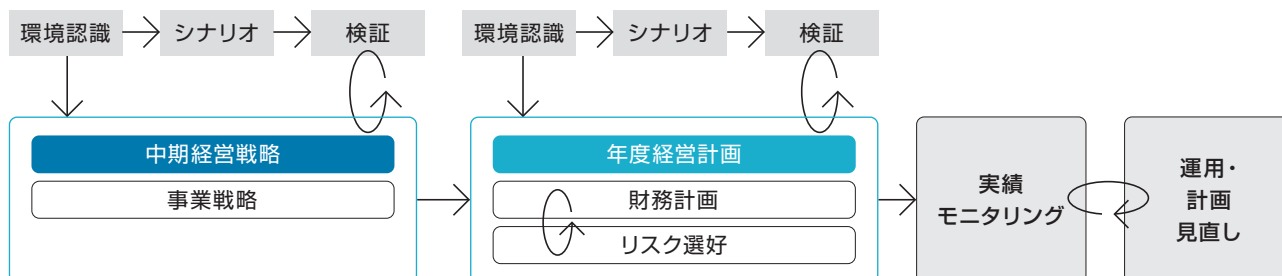 環境認識
シナリオ
検証
環境認識
シナリオ
検証
中期経営戦略
事業戦略
年度経営計画
財務計画
リスク選好
実績
モニタリング
運用・
計画
見直し